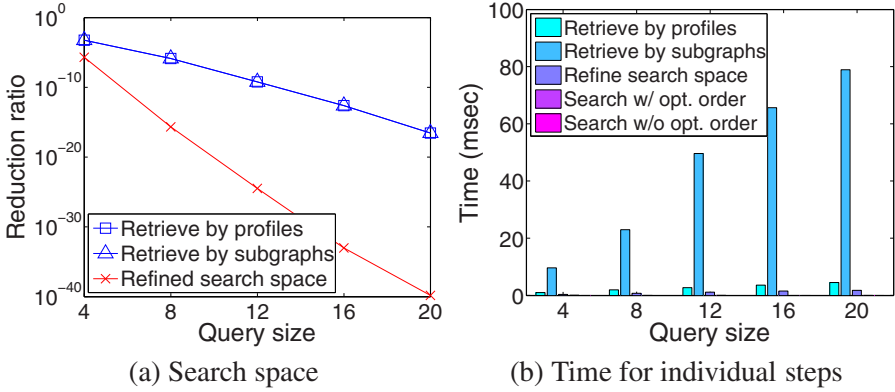 10^0
10^-10
10^-20
10^-30
10^-40
Reduction ratio
Retrieve by profiles
Retrieve by subgraphs
Refined search space
4 8 12 16 20
Query size
(a) Search space
100
80
60
40
20
0
Time (msec)
Retrieve by profiles
Retrieve by subgraphs
Refine search space
Search w/ opt. order
Search w/o opt. order
4 8 12 16 20
Query size
(b) Time for individual steps